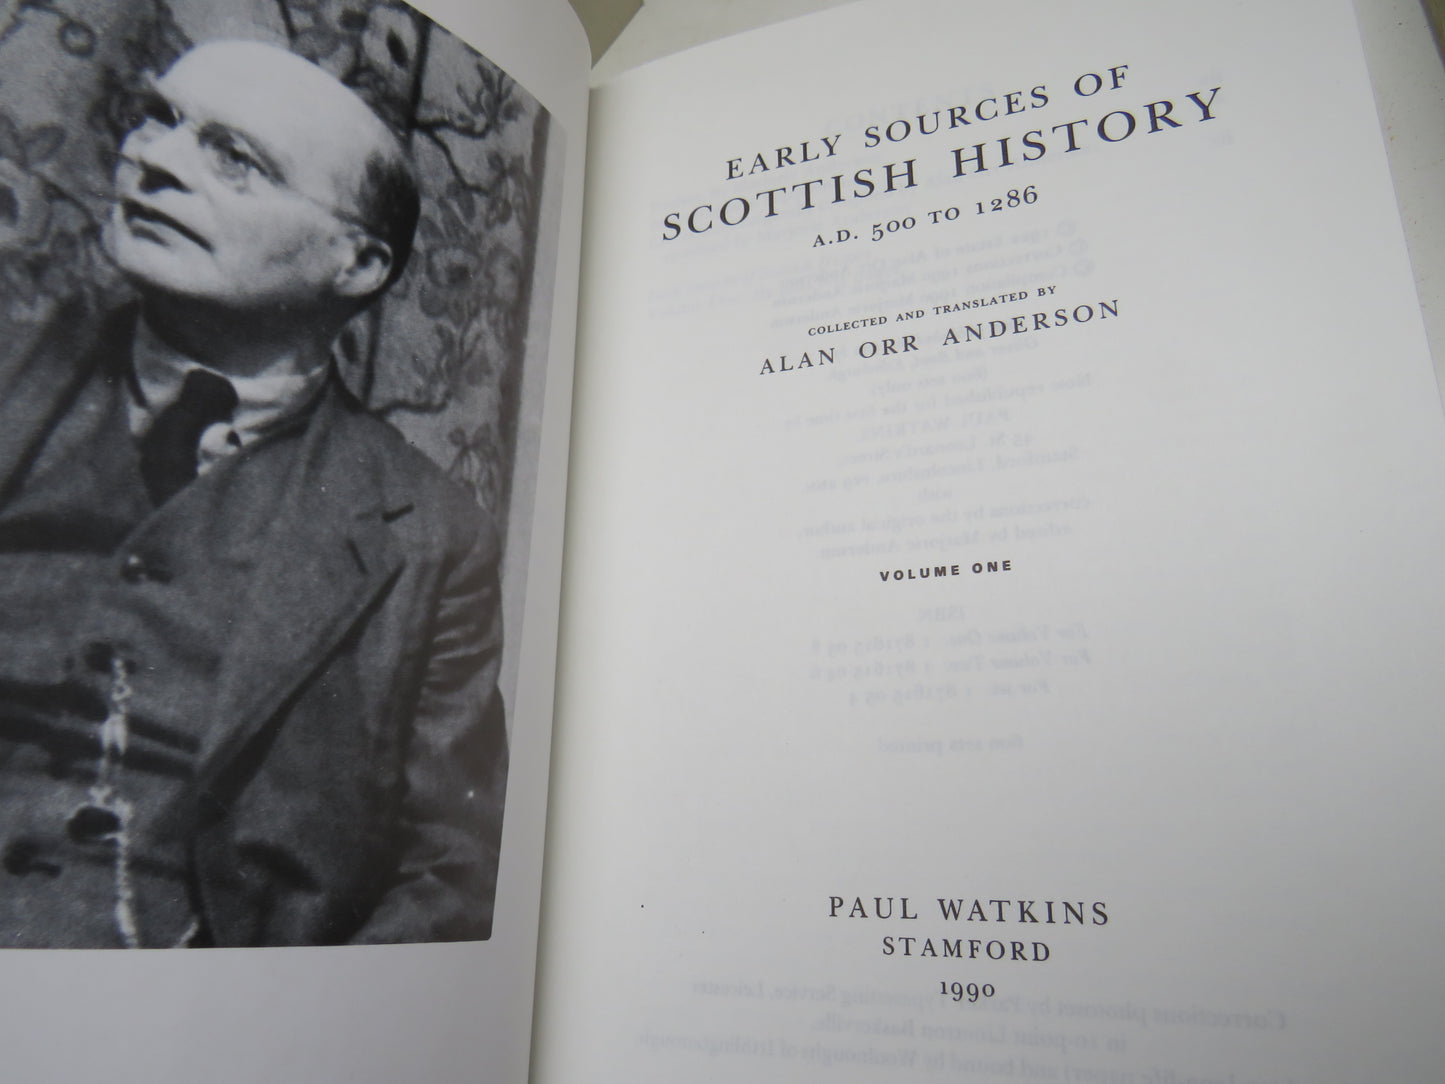 EARLY SOURCES OF
SCOTTISH HISTORY
A.D. 500 TO 1286
COLLECTED AND TRANSLATED BY
ALAN ORR ANDERSON
VOLUME ONE
PAUL WATKINS
STAMFORD
1990